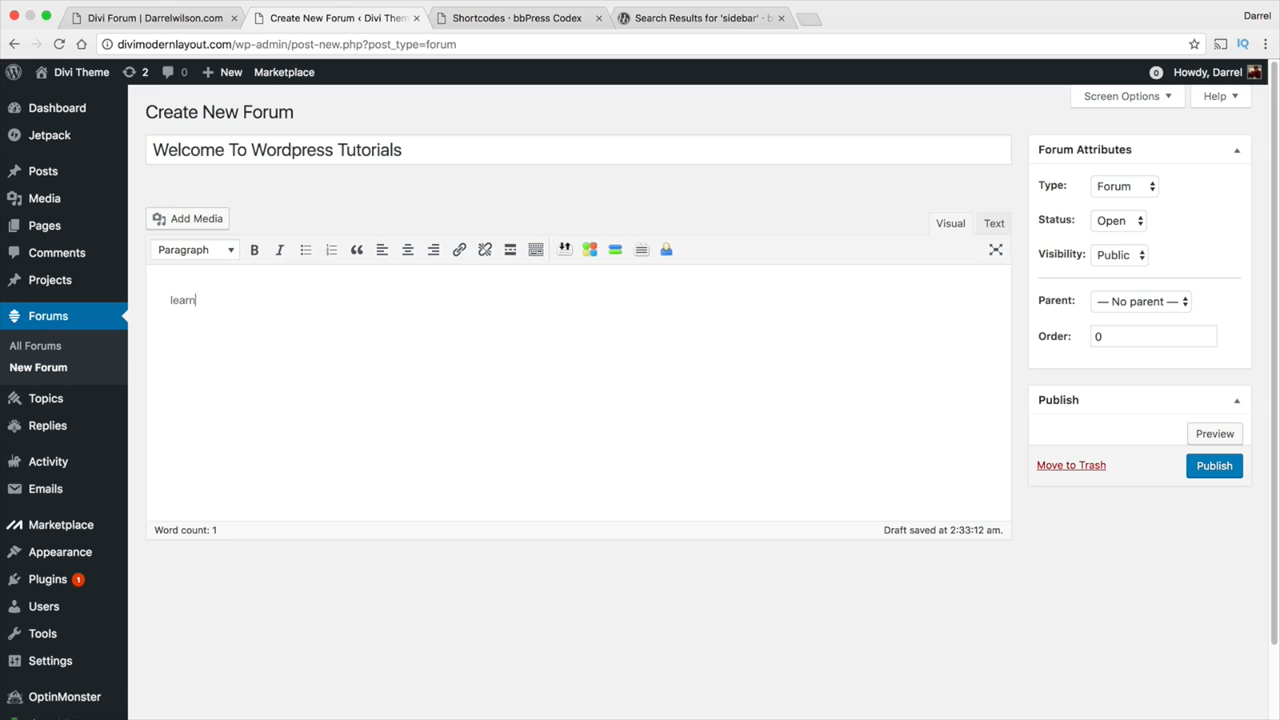 Divi Forum | Darrelwilson.com
Create New Forum ‹ Divi Them
Shortcodes · bbPress Codex
Search Results for 'sidebar' · b
Darrel
divimodernlayout.com/wp-admin/post-new.php?post_type=forum
IQ
Divi Theme
2
0
New
Marketplace
0
Howdy, Darrel
Screen Options
Help
Create New Forum
Welcome To Wordpress Tutorials
Add Media
Visual
Text
Paragraph
B
I
learn
Word count: 1
Draft saved at 2:33:12 am.
Dashboard
Jetpack
Posts
Media
Pages
Comments
Projects
Forums
All Forums
New Forum
Topics
Replies
Activity
Emails
Marketplace
Appearance
Plugins 1
Users
Tools
Settings
OptinMonster
Forum Attributes
Type: Forum
Status: Open
Visibility: Public
Parent: — No parent —
Order: 0
Publish
Preview
Move to Trash
Publish